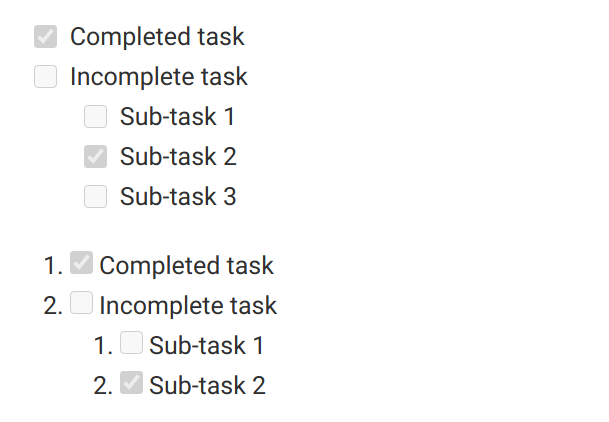 Completed task
Incomplete task
Sub-task 1
Sub-task 2
Sub-task 3
1. Completed task
2. Incomplete task
1. Sub-task 1
2. Sub-task 2